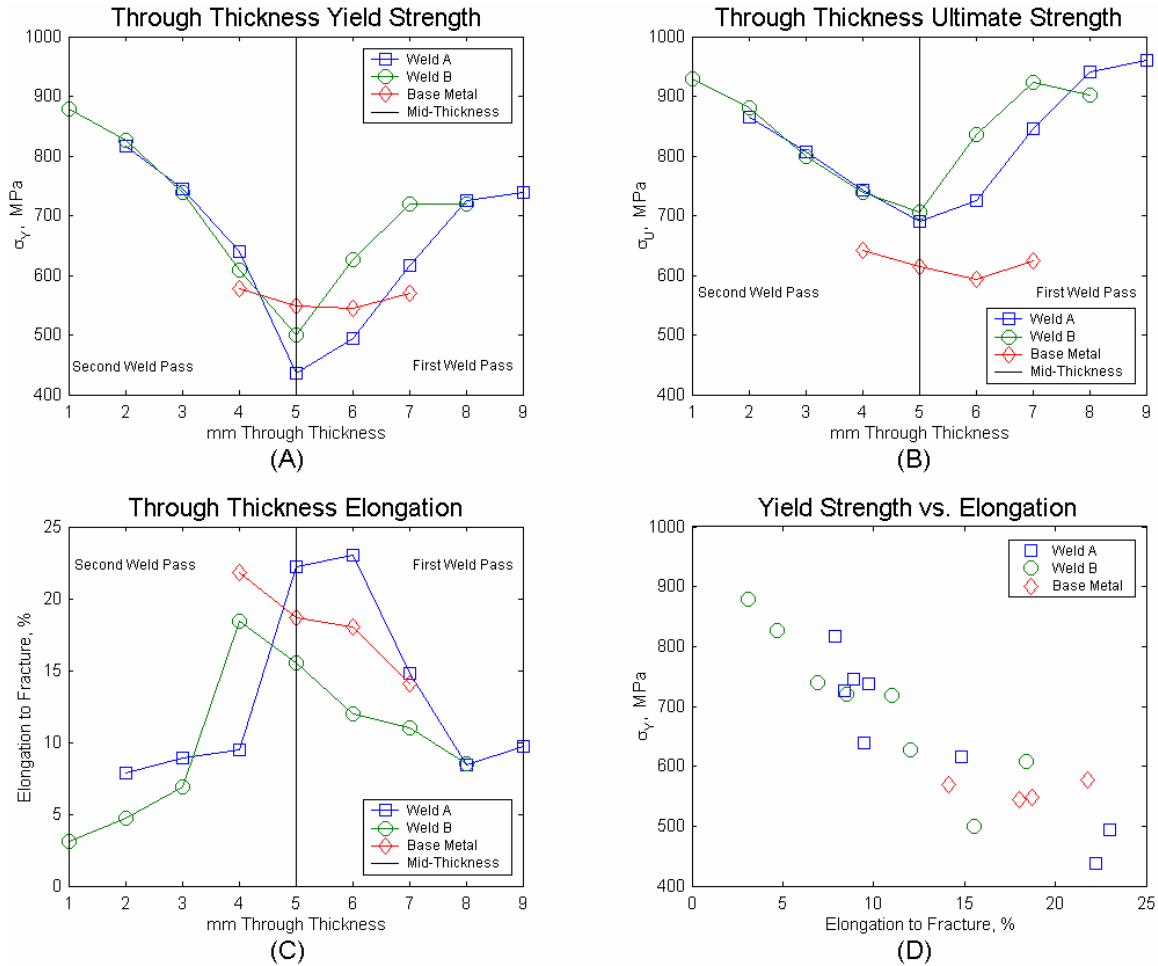 Through Thickness Yield Strength
1000
900
800
700
600
500
400
σY, MPa
Weld A
Weld B
Base Metal
Mid-Thickness
Second Weld Pass
First Weld Pass
1 2 3 4 5 6 7 8 9
mm Through Thickness
(A)
Through Thickness Ultimate Strength
1000
900
800
700
600
500
400
σU, MPa
Second Weld Pass
First Weld Pass
Weld A
Weld B
Base Metal
Mid-Thickness
1 2 3 4 5 6 7 8 9
mm Through Thickness
(B)
Through Thickness Elongation
25
20
15
10
5
0
Elongation to Fracture, %
Second Weld Pass
First Weld Pass
Weld A
Weld B
Base Metal
Mid-Thickness
1 2 3 4 5 6 7 8 9
mm Through Thickness
(C)
Yield Strength vs. Elongation
1000
900
800
700
600
500
400
σY, MPa
Weld A
Weld B
Base Metal
0 5 10 15 20 25
Elongation to Fracture, %
(D)